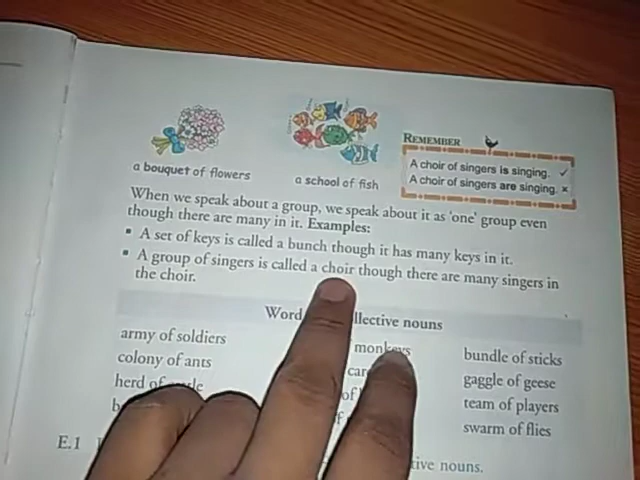 a bouquet of flowers
a school of fish
REMEMBER
A choir of singers is singing. ✓
A choir of singers are singing. ×
When we speak about a group, we speak about it as 'one' group even
though there are many in it. Examples:
▪ A set of keys is called a bunch though it has many keys in it.
▪ A group of singers is called a choir though there are many singers in
the choir.
Word llective nouns
army of soldiers
monkeys
bundle of sticks
colony of ants
gaggle of geese
herd of
of
team of players
swarm of flies
E.1
tive nouns.